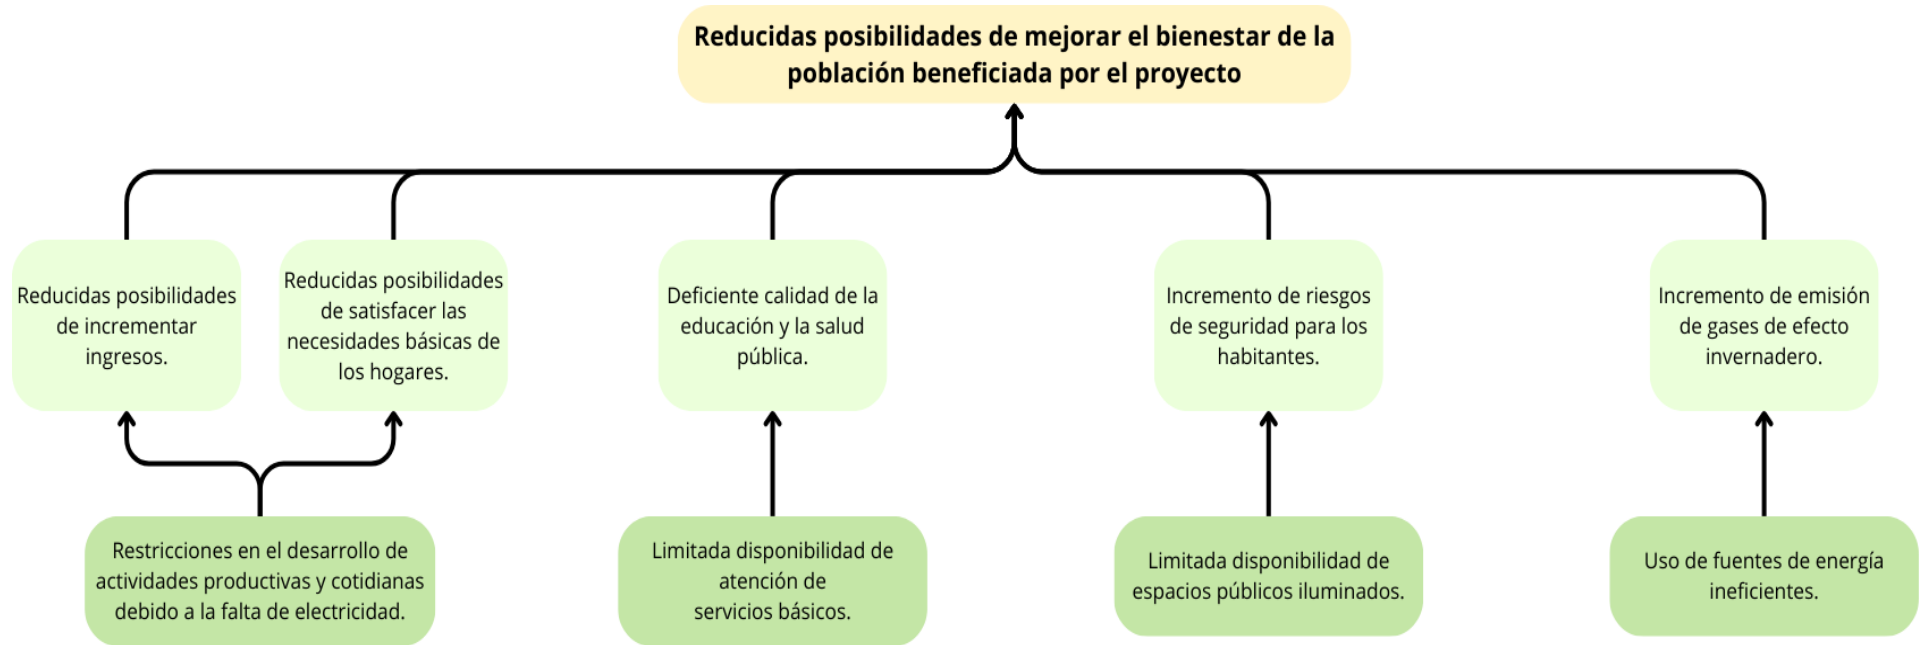 Reducidas posibilidades de mejorar el bienestar de la
población beneficiada por el proyecto
Reducidas posibilidades
de incrementar
ingresos.
Reducidas posibilidades
de satisfacer las
necesidades básicas de
los hogares.
Deficiente calidad de la
educación y la salud
pública.
Incremento de riesgos
de seguridad para los
habitantes.
Incremento de emisión
de gases de efecto
invernadero.
Restricciones en el desarrollo de
actividades productivas y cotidianas
debido a la falta de electricidad.
Limitada disponibilidad de
atención de
servicios básicos.
Limitada disponibilidad de
espacios públicos iluminados.
Uso de fuentes de energía
ineficientes.